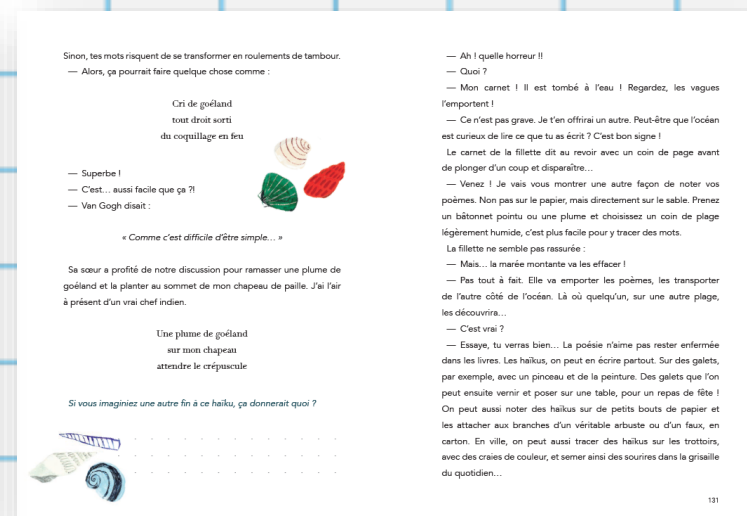 Sinon, tes mots risquent de se transformer en roulements de tambour.
— Alors, ça pourrait faire quelque chose comme :
Cri de goéland
tout droit sorti
du coquillage en feu
— Superbe !
— C'est… aussi facile que ça ?!
— Van Gogh disait :
« Comme c'est difficile d'être simple… »
Sa sœur a profité de notre discussion pour ramasser une plume de
goéland et la planter au sommet de mon chapeau de paille. J'ai l'air
à présent d'un vrai chef indien.
Une plume de goéland
sur mon chapeau
attendre le crépuscule
Si vous imaginiez une autre fin à ce haïku, ça donnerait quoi ?
— Ah ! quelle horreur !!
— Quoi ?
— Mon carnet ! Il est tombé à l'eau ! Regardez, les vagues
l'emportent !
— Ce n'est pas grave. Je t'en offrirai un autre. Peut-être que l'océan
est curieux de lire ce que tu as écrit ? C'est bon signe !
Le carnet de la fillette dit au revoir avec un coin de page avant
de plonger d'un coup et disparaître…
— Venez ! Je vais vous montrer une autre façon de noter vos
poèmes. Non pas sur le papier, mais directement sur le sable. Prenez
un bâtonnet pointu ou une plume et choisissez un coin de plage
légèrement humide, c'est plus facile pour y tracer des mots.
La fillette ne semble pas rassurée :
— Mais… la marée montante va les effacer !
— Pas tout à fait. Elle va emporter les poèmes, les transporter
de l'autre côté de l'océan. Là où quelqu'un, sur une autre plage,
les découvrira…
— C'est vrai ?
— Essaye, tu verras bien… La poésie n'aime pas rester enfermée
dans les livres. Les haïkus, on peut en écrire partout. Sur des galets,
par exemple, avec un pinceau et de la peinture. Des galets que l'on
peut ensuite vernir et poser sur une table, pour un repas de fête !
On peut aussi noter des haïkus sur de petits bouts de papier et
les attacher aux branches d'un véritable arbuste ou d'un faux, en
carton. En ville, on peut aussi tracer des haïkus sur les trottoirs,
avec des craies de couleur, et semer ainsi des sourires dans la grisaille
du quotidien…
131